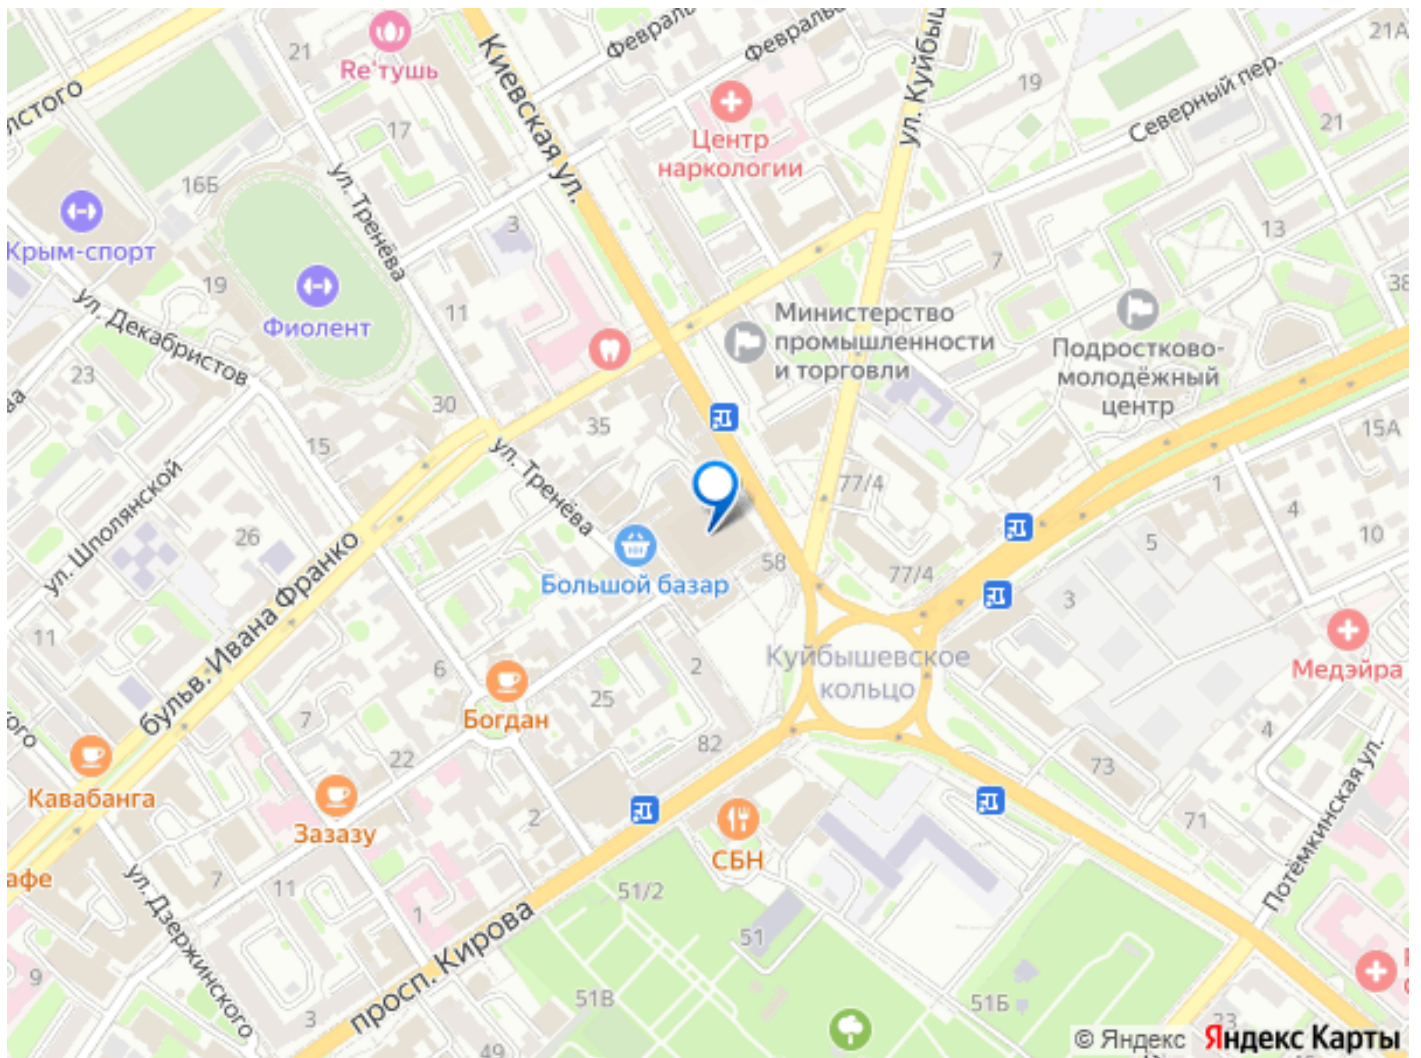 Re'тушь
21
17
16Б
Киевская ул.
Центр
наркологии
ул. Куйбыш
19
Северный пер.
21А
21
13
38
7
лстого
Крым-спорт
Фиолент
19
ул. Тренёва
3
11
ул. Декабристов
23
30
15
35
Министерство
промышленности
и торговли
Подростково-
молодёжный
центр
15А
1
4
10
5
3
77/4
77/4
ул. Тренёва
Большой базар
58
ул. Шполянской
26
бульв. Ивана Франко
11
6
7
22
25
2
82
Куйбышевское
кольцо
Медэйра
4
73
71
Богдан
Кавабанга
Зазазу
афе
7
11
1
2
СБН
51/2
51
51В
51Б
49
3
9
23
ул. Дзержинского
просп. Кирова
Потёмкинская ул.
© Яндекс Яндекс Карты